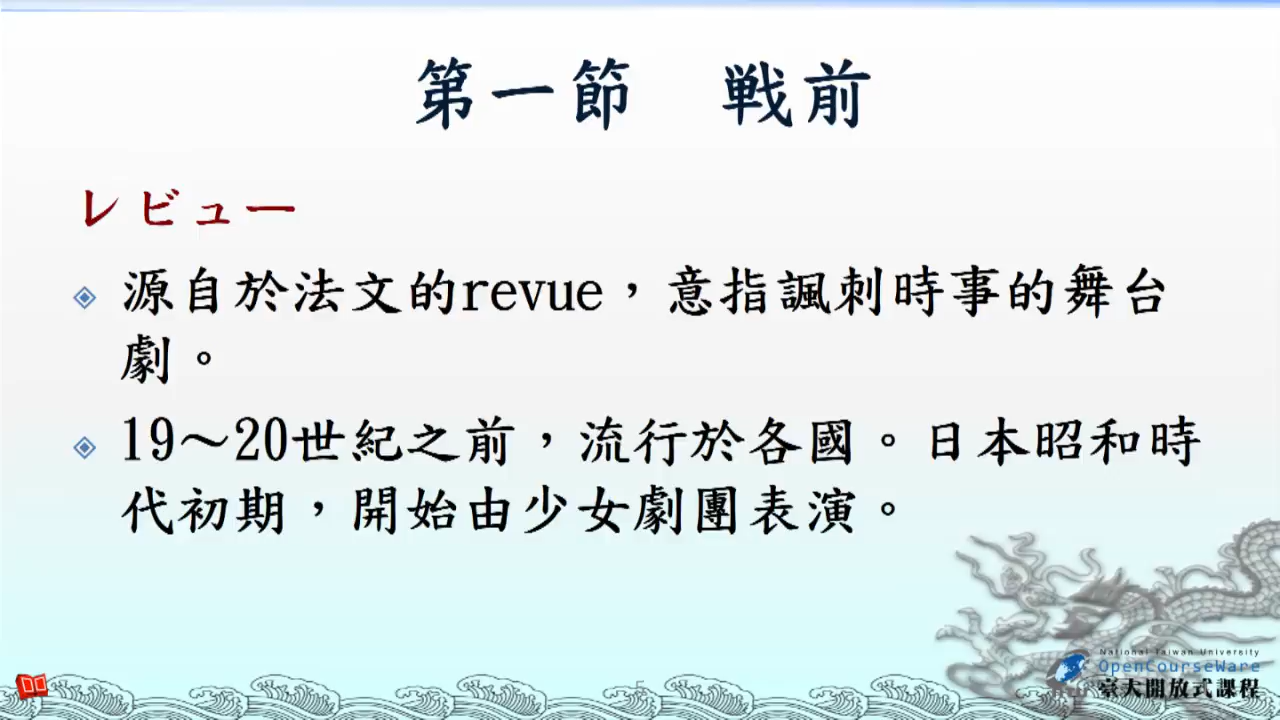 第一節　戦前
レビュー
源自於法文的revue，意指諷刺時事的舞台
劇。
19～20世紀之前，流行於各國。日本昭和時
代初期，開始由少女劇團表演。
National Taiwan University
OpenCourseWare
臺大開放式課程